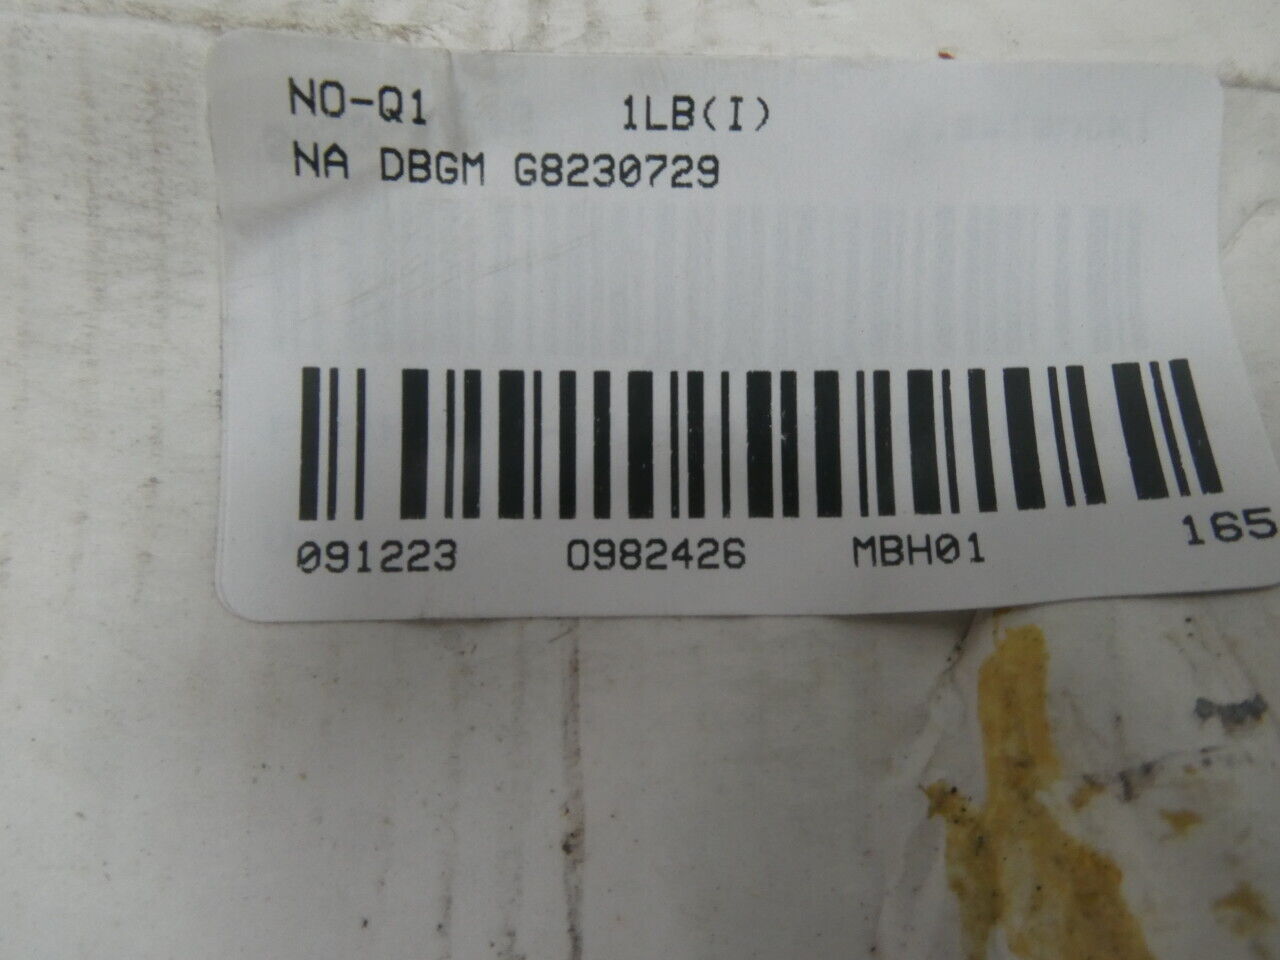 NO-Q1 1LB(I)
NA DBGM G8230729
091223 0982426 MBH01 165